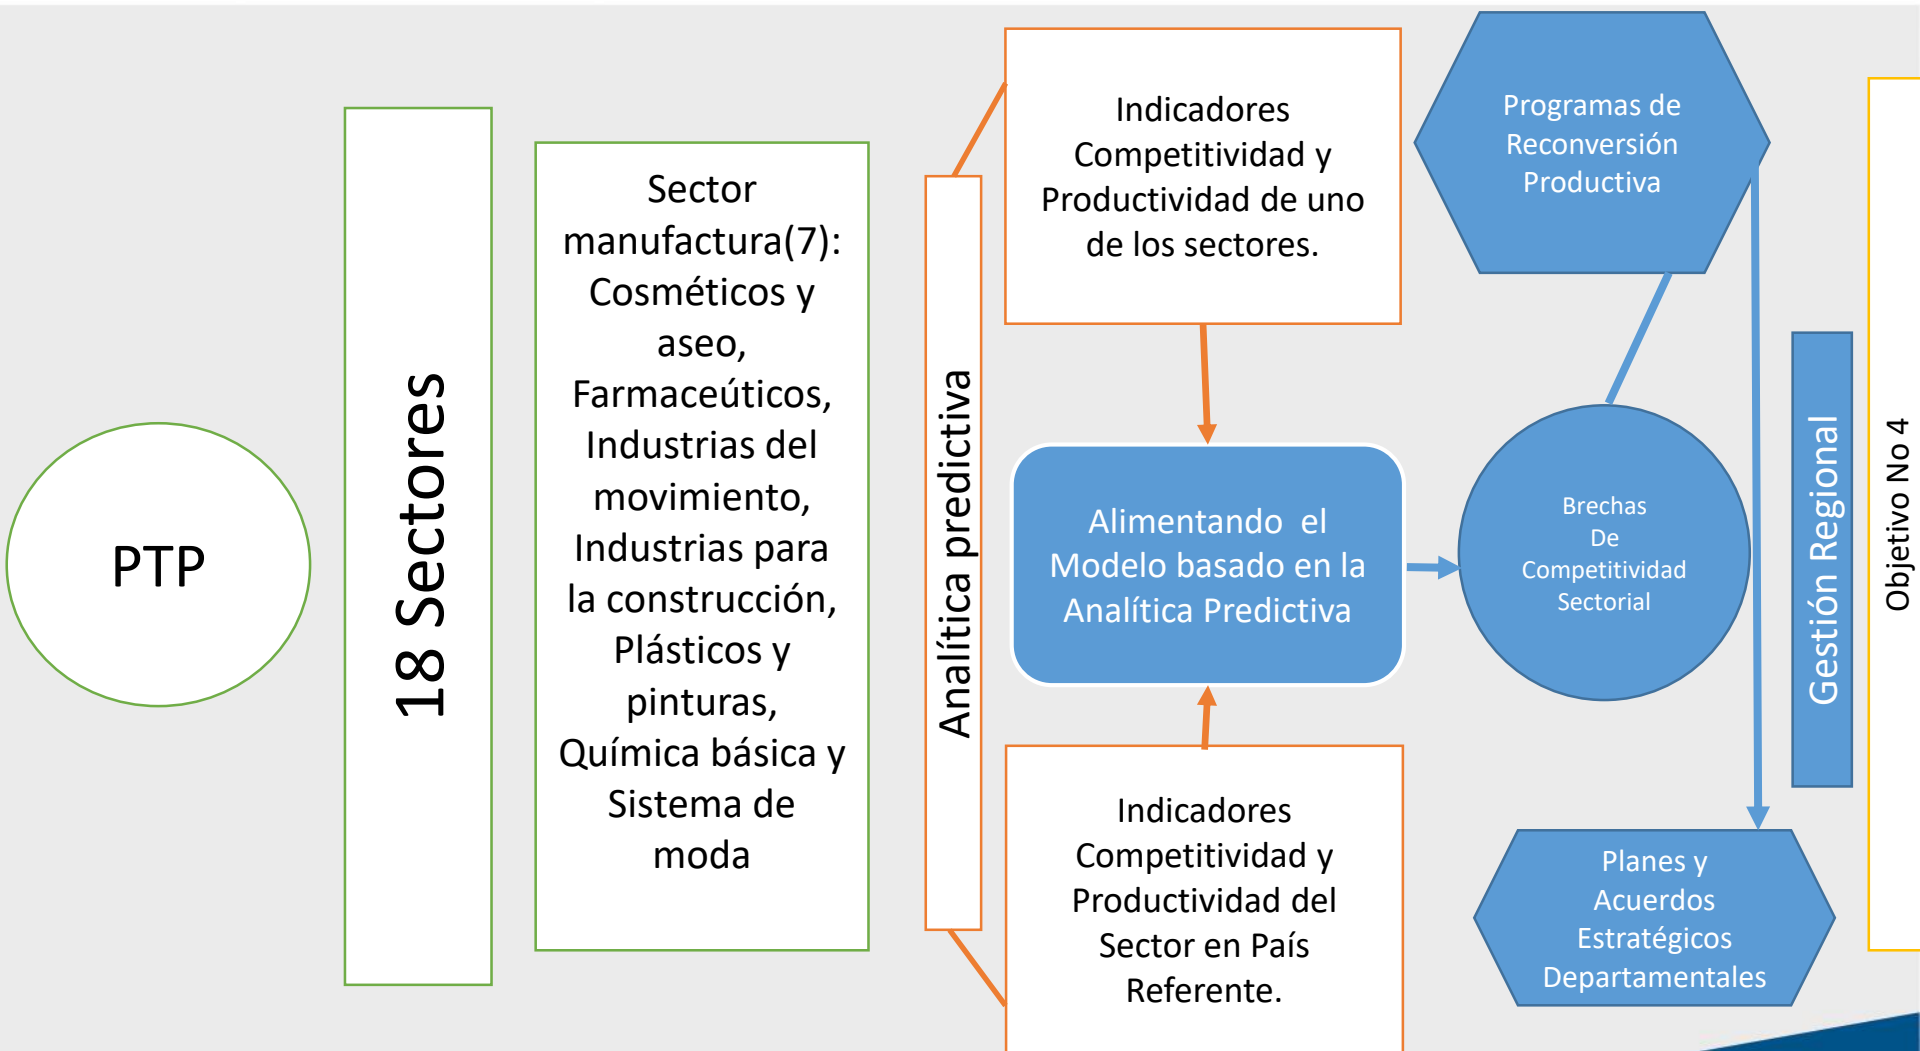 PTP
18 Sectores
Sector
manufactura(7):
Cosméticos y
aseo,
Farmaceúticos,
Industrias del
movimiento,
Industrias para
la construcción,
Plásticos y
pinturas,
Química básica y
Sistema de
moda
Analítica predictiva
Indicadores
Competitividad y
Productividad de uno
de los sectores.
Alimentando el
Modelo basado en la
Analítica Predictiva
Indicadores
Competitividad y
Productividad del
Sector en País
Referente.
Programas de
Reconversión
Productiva
Brechas
De
Competitividad
Sectorial
Planes y
Acuerdos
Estratégicos
Departamentales
Gestión Regional
Objetivo No 4